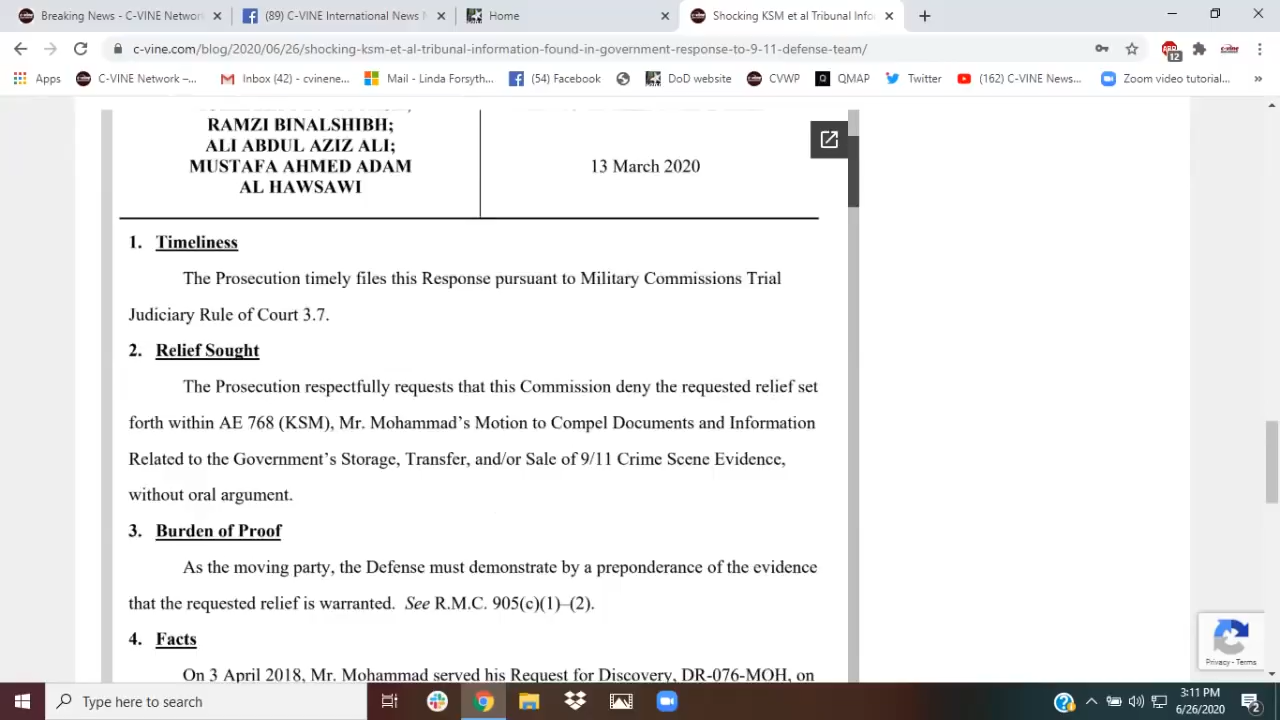 Breaking News - C-VINE Networ
(89) C-VINE International News
Home
Shocking KSM et al Tribunal Info
c-vine.com/blog/2020/06/26/shocking-ksm-et-al-tribunal-information-found-in-government-response-to-9-11-defense-team/
12
Apps
C-VINE Network –...
Inbox (42) - cvinene...
Mail - Linda Forsyth...
(54) Facebook
DoD website
CVWP
Q QMAP
Twitter
(162) C-VINE News...
Zoom video tutorial...
»
RAMZI BINALSHIBH;
ALI ABDUL AZIZ ALI;
MUSTAFA AHMED ADAM
AL HAWSAWI
13 March 2020
1. Timeliness
The Prosecution timely files this Response pursuant to Military Commissions Trial
Judiciary Rule of Court 3.7.
2. Relief Sought
The Prosecution respectfully requests that this Commission deny the requested relief set
forth within AE 768 (KSM), Mr. Mohammad's Motion to Compel Documents and Information
Related to the Government's Storage, Transfer, and/or Sale of 9/11 Crime Scene Evidence,
without oral argument.
3. Burden of Proof
As the moving party, the Defense must demonstrate by a preponderance of the evidence
that the requested relief is warranted. See R.M.C. 905(c)(1)–(2).
4. Facts
On 3 April 2018, Mr. Mohammad served his Request for Discovery, DR-076-MOH, on
Privacy - Terms
Type here to search
3:11 PM
6/26/2020
2